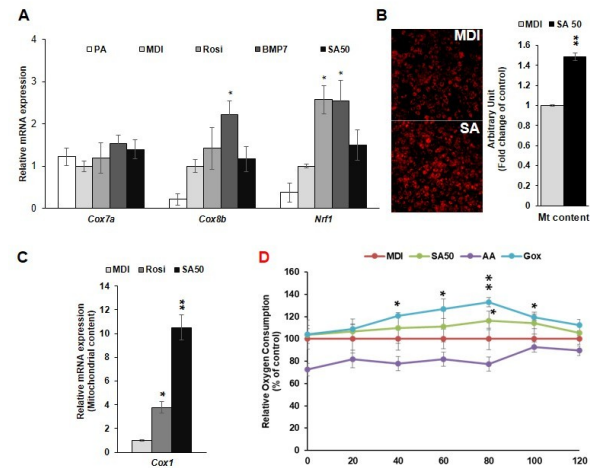 A
PA MDI Rosi BMP7 SA50
Relative mRNA expression
4
3
2
1
0
* * *
Cox7a Cox8b Nrf1
B
MDI
SA
MDI SA 50
Arbitrary Unit
(Fold change of control)
1.6
1.4
1.2
1
0.8
0.6
0.4
0.2
0
**
Mt content
C
MDI Rosi SA50
Relative mRNA expression
(Mitochondrial content)
14
12
10
8
6
4
2
0
* **
Cox1
D
MDI SA50 AA Gox
Relative Oxygen Consumption
(% of control)
160
140
120
100
80
60
40
20
0
* * ** * *
0 20 40 60 80 100 120